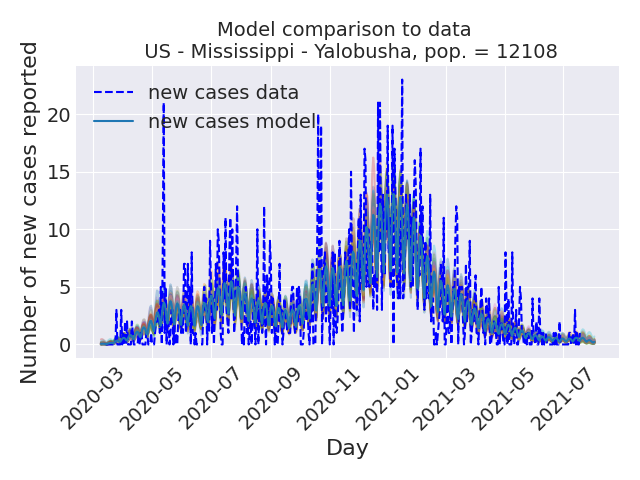 Model comparison to data
US - Mississippi - Yalobusha, pop. = 12108
new cases data
new cases model
Number of new cases reported
20
15
10
5
0
2020-03
2020-05
2020-07
2020-09
2020-11
2021-01
2021-03
2021-05
2021-07
Day